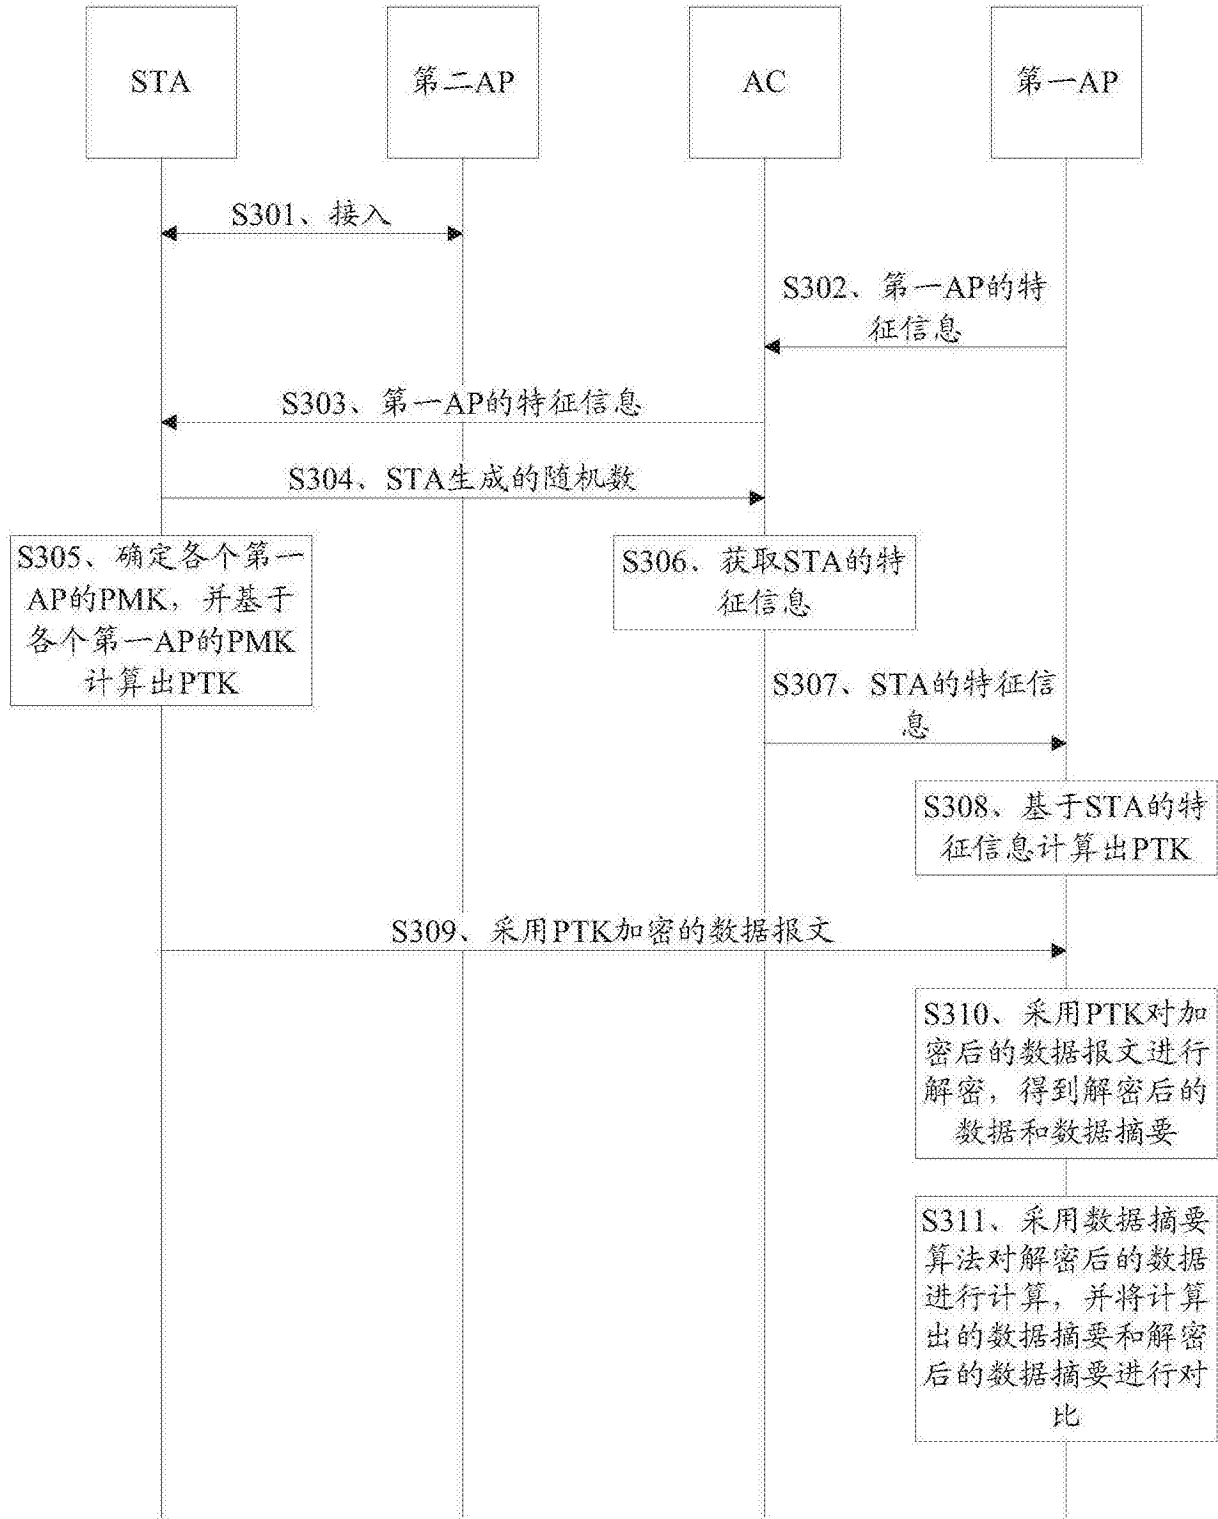 STA
第二AP
AC
第一AP
S301、接入
S302、第一AP的特
征信息
S303、第一AP的特征信息
S304、STA生成的随机数
S305、确定各个第一
AP的PMK，并基于
各个第一AP的PMK
计算出PTK
S306、获取STA的特
征信息
S307、STA的特征信
息
S308、基于STA的特
征信息计算出PTK
S309、采用PTK加密的数据报文
S310、采用PTK对加
密后的数据报文进行
解密，得到解密后的
数据和数据摘要
S311、采用数据摘要
算法对解密后的数据
进行计算，并将计算
出的数据摘要和解密
后的数据摘要进行对
比